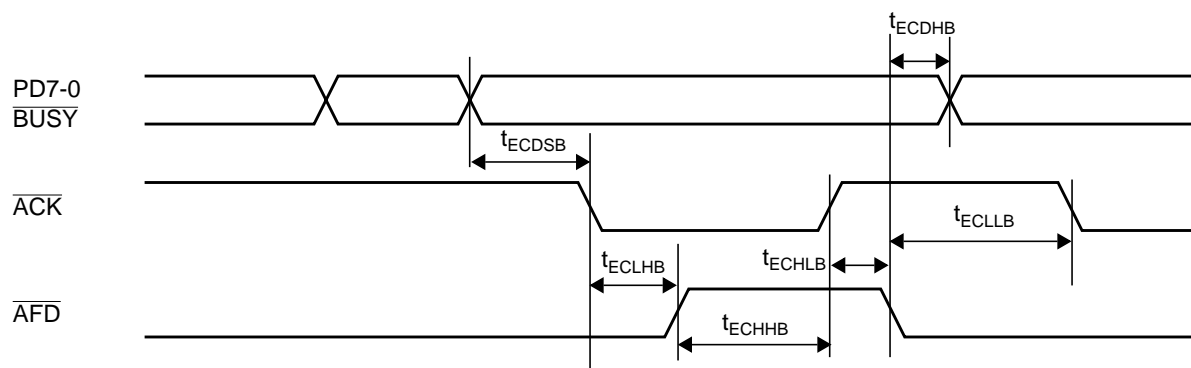 tECDHB
PD7-0
BUSY
tECDSB
ACK
tECLLB
tECLHB
tECHLB
AFD
tECHHB